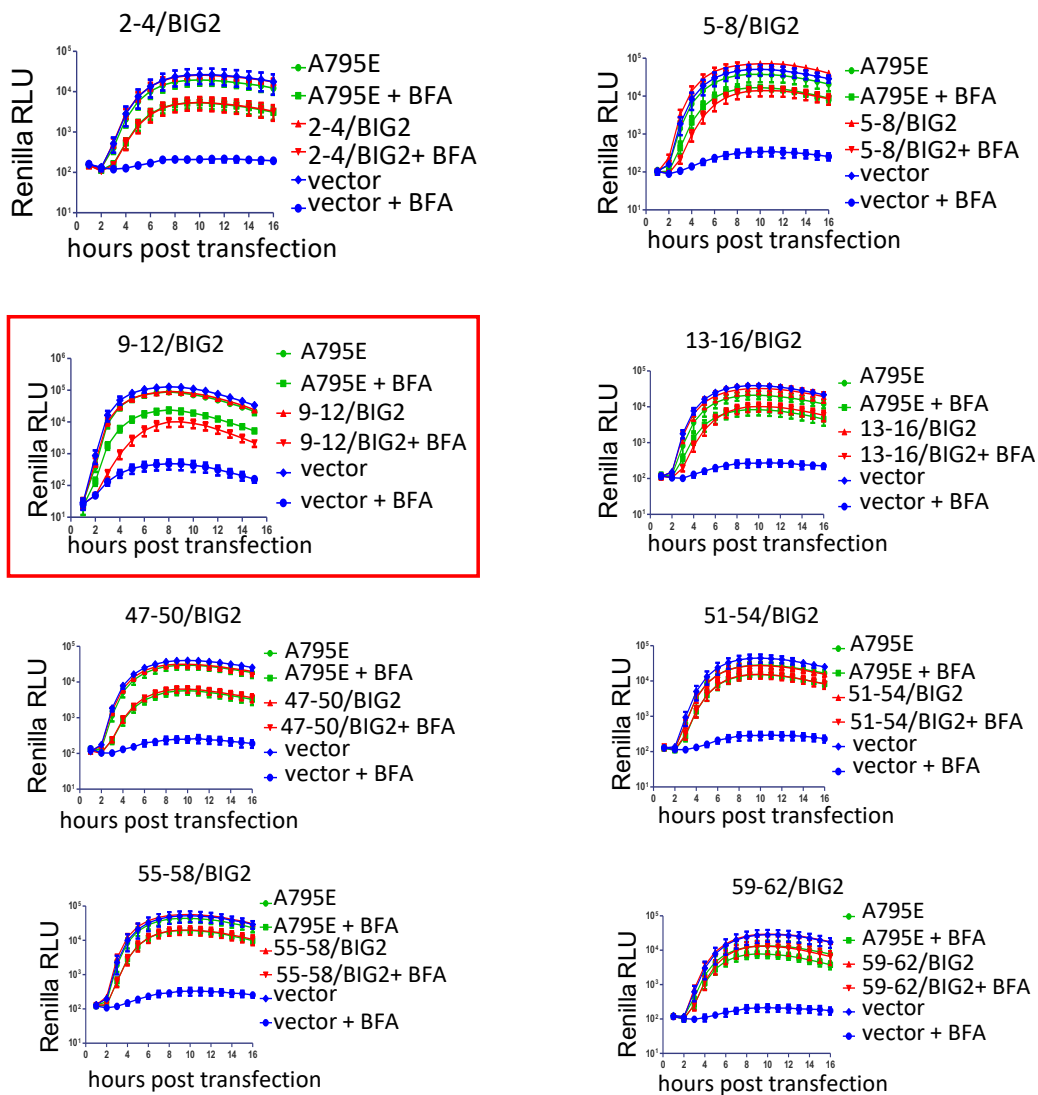 2-4/BIG2
Renilla RLU
10⁵
10⁴
10³
10²
10¹
0 2 4 6 8 10 12 14 16
hours post transfection
A795E
A795E + BFA
2-4/BIG2
2-4/BIG2+ BFA
vector
vector + BFA
5-8/BIG2
Renilla RLU
10⁵
10⁴
10³
10²
10¹
0 2 4 6 8 10 12 14 16
hours post transfection
A795E
A795E + BFA
5-8/BIG2
5-8/BIG2+ BFA
vector
vector + BFA
9-12/BIG2
Renilla RLU
10⁶
10⁵
10⁴
10³
10²
10¹
0 2 4 6 8 10 12 14 16
hours post transfection
A795E
A795E + BFA
9-12/BIG2
9-12/BIG2+ BFA
vector
vector + BFA
13-16/BIG2
Renilla RLU
10⁵
10⁴
10³
10²
10¹
0 2 4 6 8 10 12 14 16
hours post transfection
A795E
A795E + BFA
13-16/BIG2
13-16/BIG2+ BFA
vector
vector + BFA
47-50/BIG2
Renilla RLU
10⁵
10⁴
10³
10²
10¹
0 2 4 6 8 10 12 14 16
hours post transfection
A795E
A795E + BFA
47-50/BIG2
47-50/BIG2+ BFA
vector
vector + BFA
51-54/BIG2
Renilla RLU
10⁵
10⁴
10³
10²
10¹
0 2 4 6 8 10 12 14 16
hours post transfection
A795E
A795E + BFA
51-54/BIG2
51-54/BIG2+ BFA
vector
vector + BFA
55-58/BIG2
Renilla RLU
10⁵
10⁴
10³
10²
10¹
0 2 4 6 8 10 12 14 16
hours post transfection
A795E
A795E + BFA
55-58/BIG2
55-58/BIG2+ BFA
vector
vector + BFA
59-62/BIG2
Renilla RLU
10⁵
10⁴
10³
10²
10¹
0 2 4 6 8 10 12 14 16
hours post transfection
A795E
A795E + BFA
59-62/BIG2
59-62/BIG2+ BFA
vector
vector + BFA